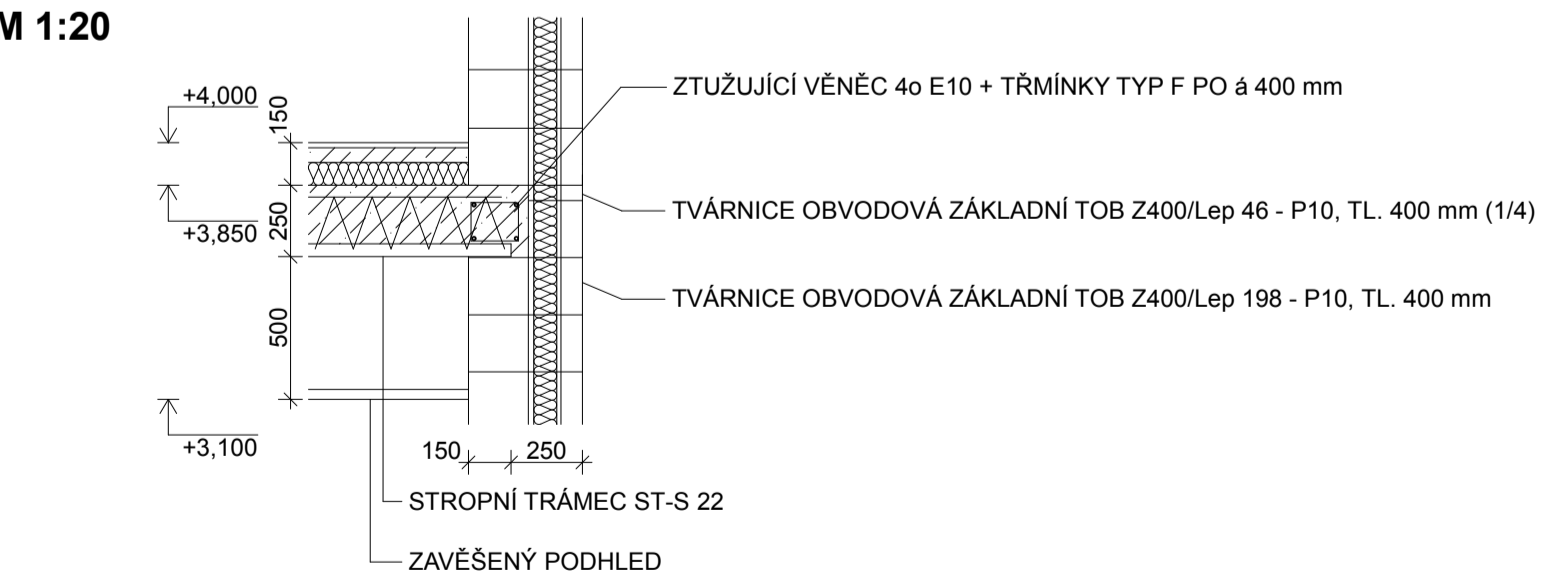 M 1:20
ZTUŽUJÍCÍ VĚNĚC 4o E10 + TŘMÍNKY TYP F PO á 400 mm
+4,000
150
TVÁRNICE OBVODOVÁ ZÁKLADNÍ TOB Z400/Lep 46 - P10, TL. 400 mm (1/4)
+3,850
250
TVÁRNICE OBVODOVÁ ZÁKLADNÍ TOB Z400/Lep 198 - P10, TL. 400 mm
500
+3,100
150
250
STROPNÍ TRÁMEC ST-S 22
ZAVĚŠENÝ PODHLED